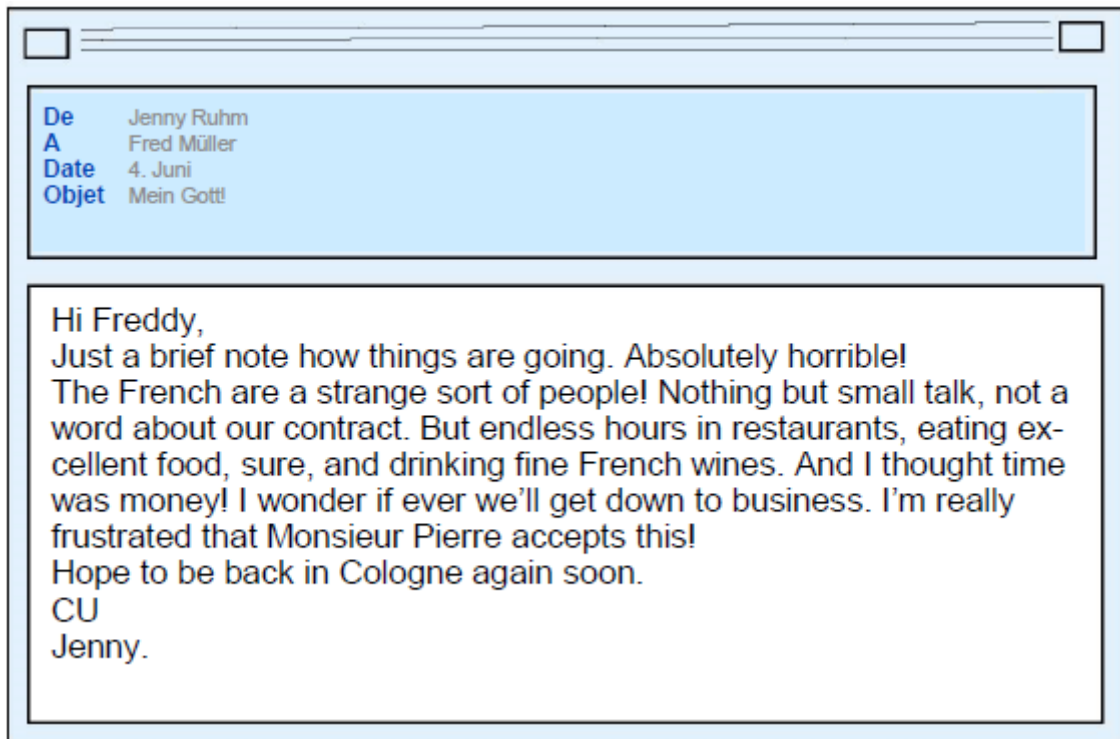 De Jenny Ruhm
A Fred Müller
Date 4. Juni
Objet Mein Gott!
Hi Freddy,
Just a brief note how things are going. Absolutely horrible!
The French are a strange sort of people! Nothing but small talk, not a
word about our contract. But endless hours in restaurants, eating ex-
cellent food, sure, and drinking fine French wines. And I thought time
was money! I wonder if ever we’ll get down to business. I’m really
frustrated that Monsieur Pierre accepts this!
Hope to be back in Cologne again soon.
CU
Jenny.